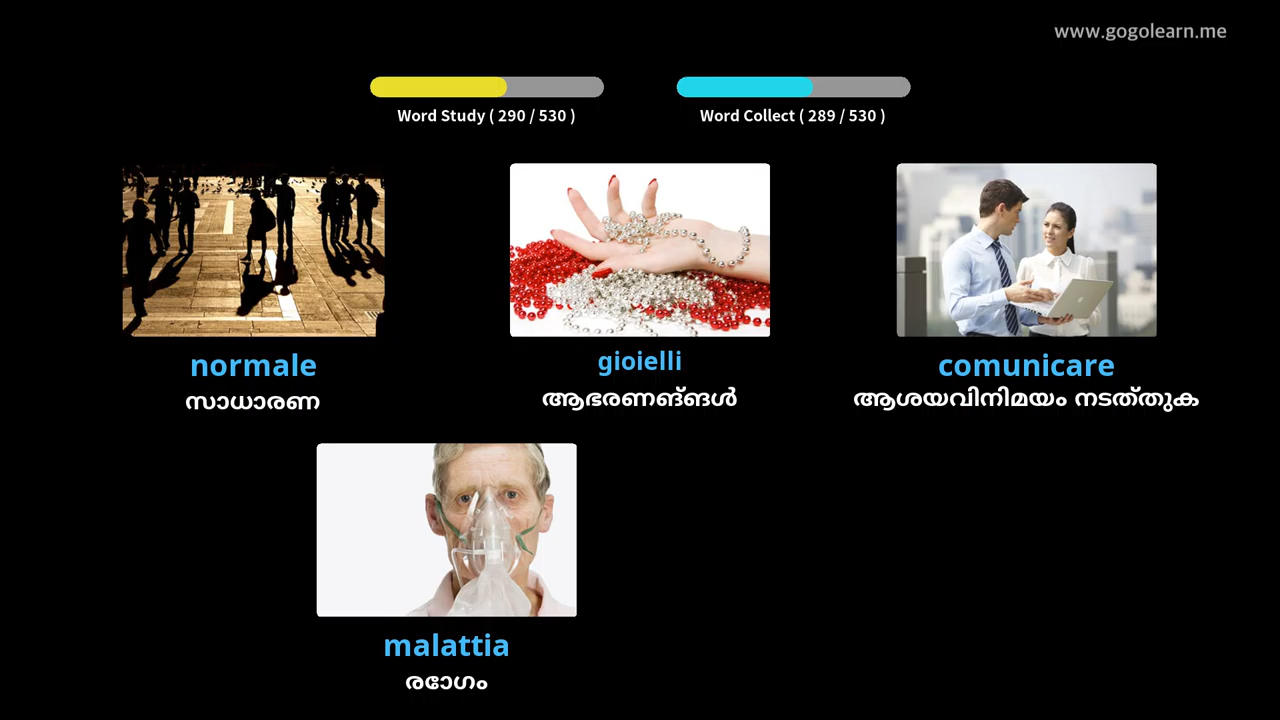 www.gogolearn.me
Word Study ( 290 / 530 )
Word Collect ( 289 / 530 )
normale
സാധാരണ
gioielli
ആഭരണങ്ങൾ
comunicare
ആശയവിനിമയം നടത്തുക
malattia
രോഗം